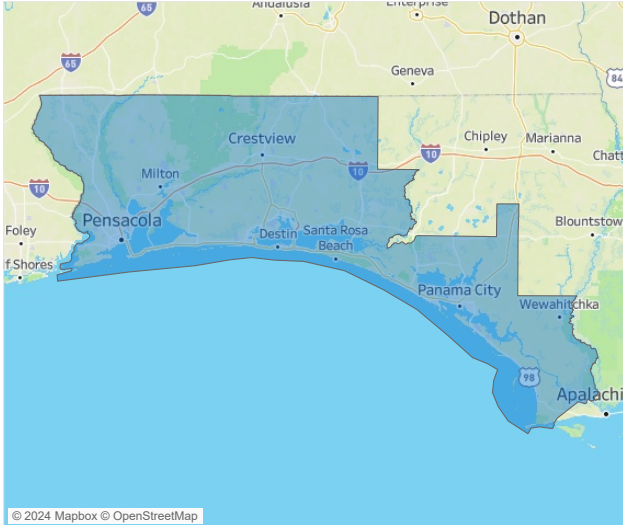 Andalusia
Enterprise
65
Dothan
65
Geneva
84
Crestview
Chipley
Marianna
10
Chatt
10
Milton
10
Pensacola
Foley
Destin
Santa Rosa
Beach
Blountstow
f Shores
Panama City
Wewahitchka
98
Apalachi
© 2024 Mapbox © OpenStreetMap